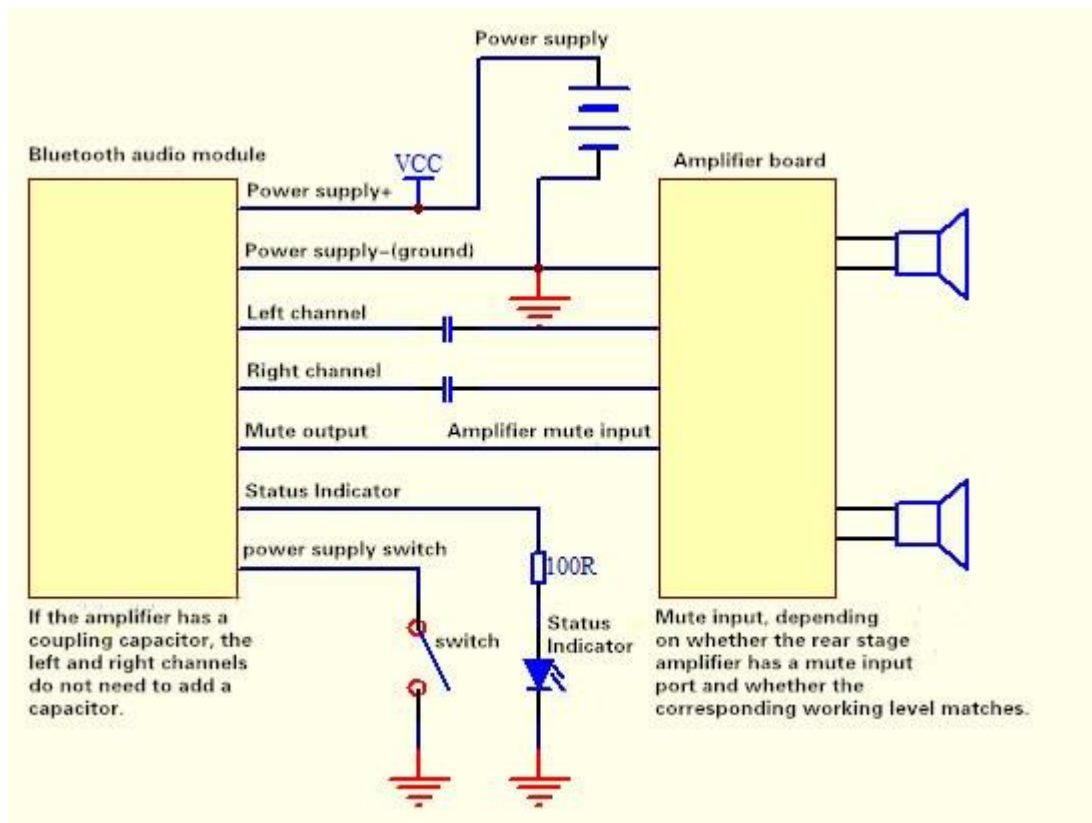 Power supply
Bluetooth audio module
VCC
Amplifier board
Power supply+
Power supply-(ground)
Left channel
Right channel
Mute output
Amplifier mute input
Status Indicator
power supply switch
100R
If the amplifier has a
coupling capacitor, the
left and right channels
do not need to add a
capacitor.
switch
Status
Indicator
Mute input, depending
on whether the rear stage
amplifier has a mute input
port and whether the
corresponding working level matches.